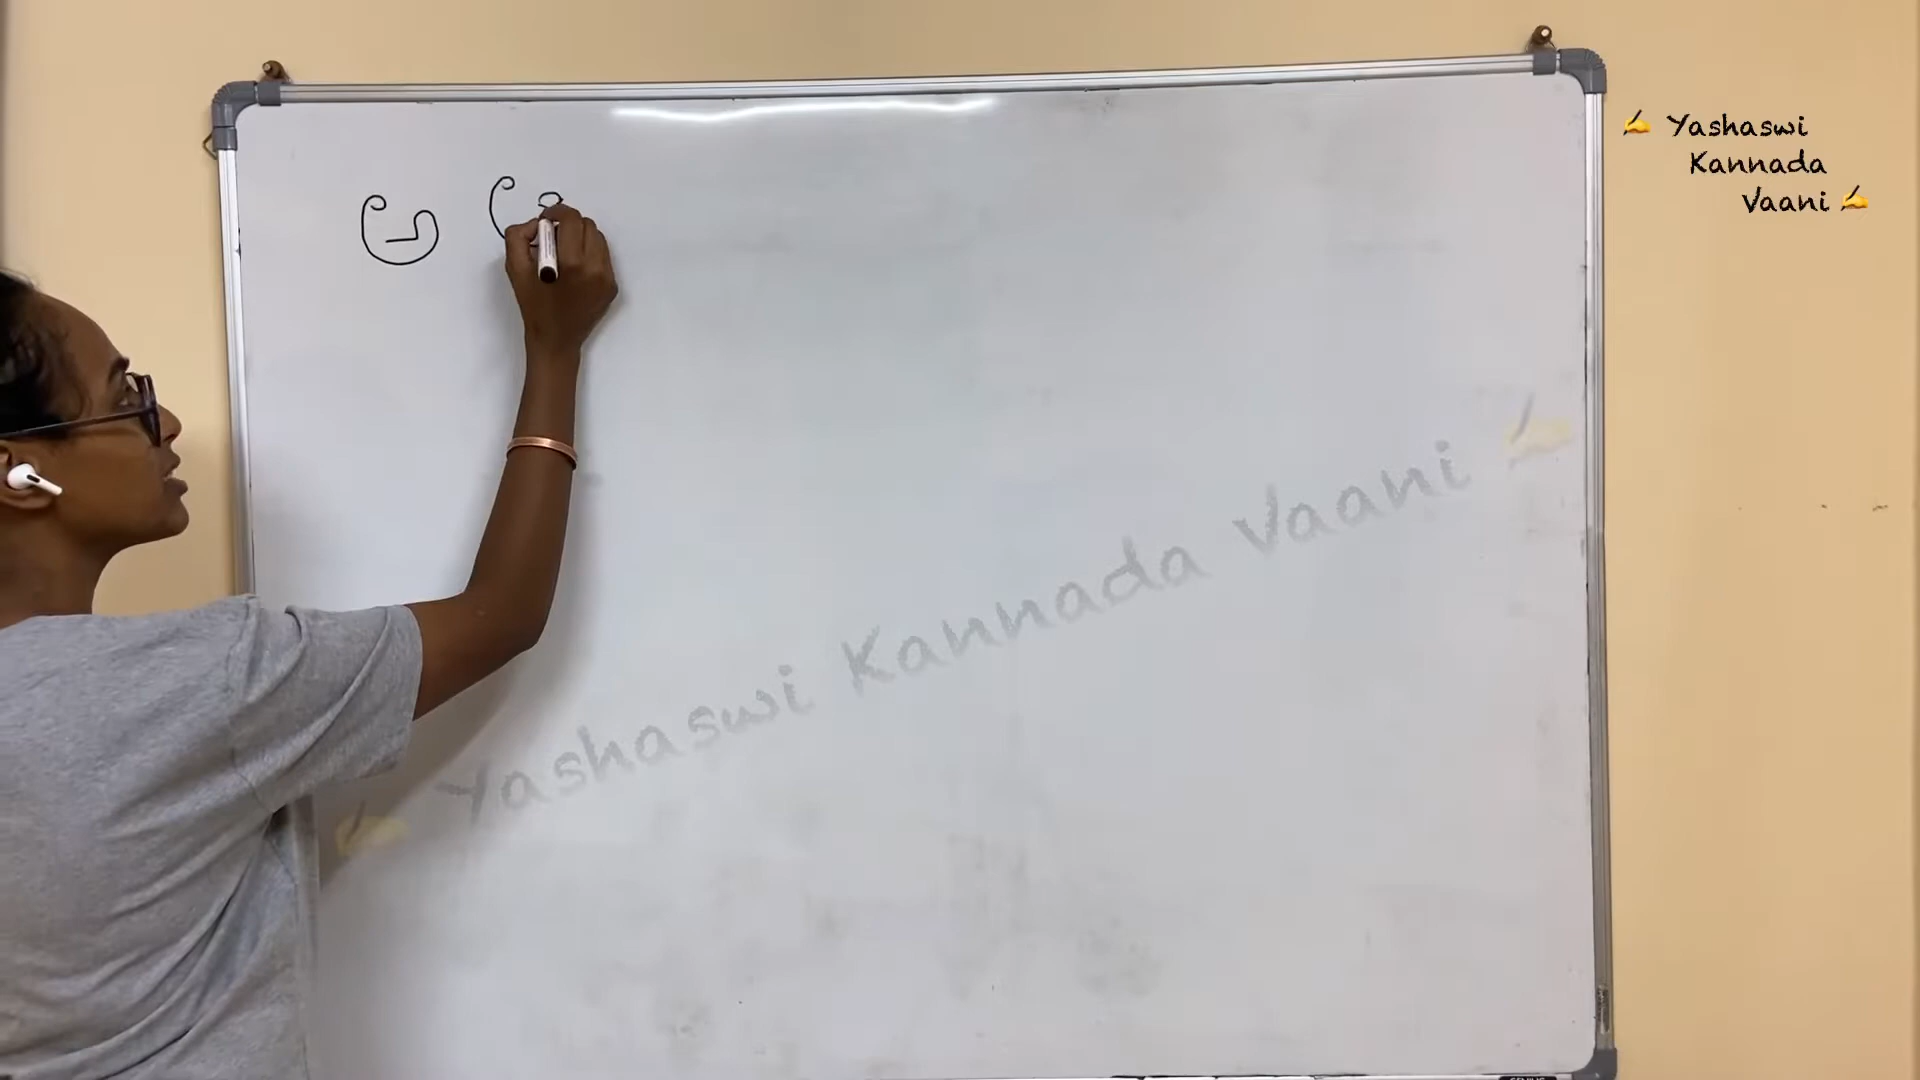 ಅ
✍️ Yashaswi
Kannada
Vaani ✍️
Yashaswi Kannada Vaani